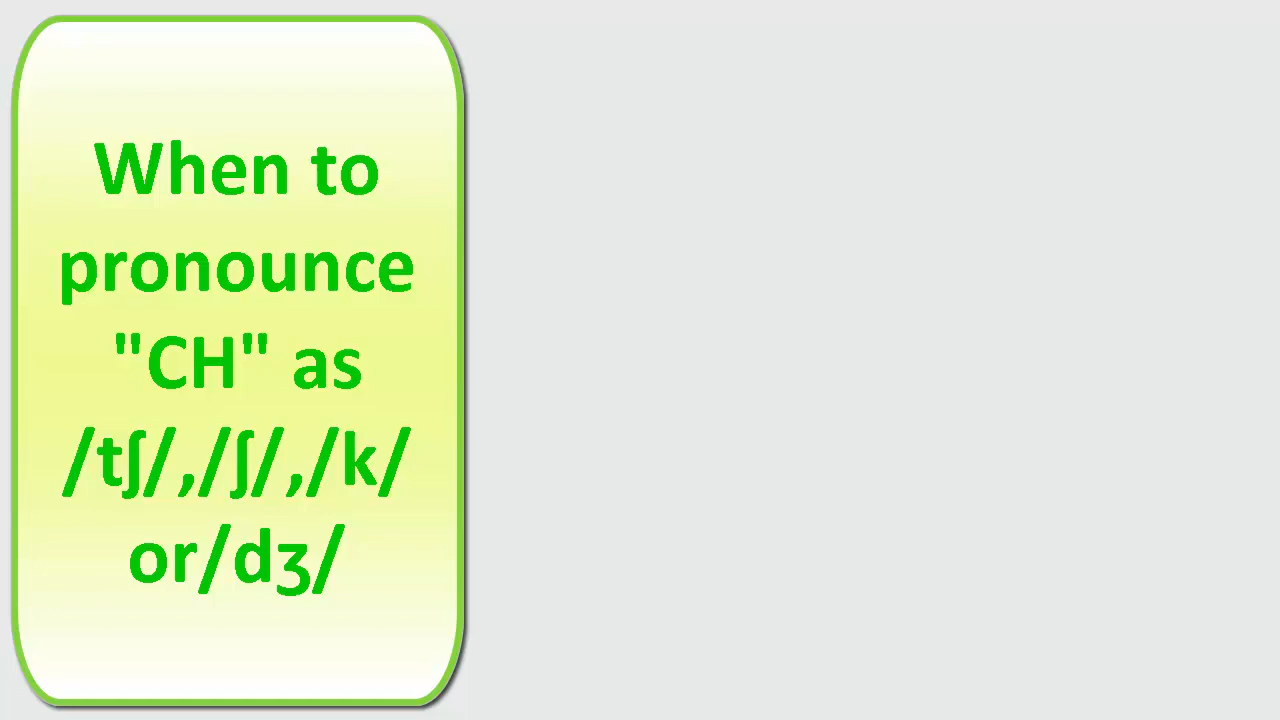 When to
pronounce
"CH" as
/tʃ/,/ʃ/,/k/
or/dʒ/